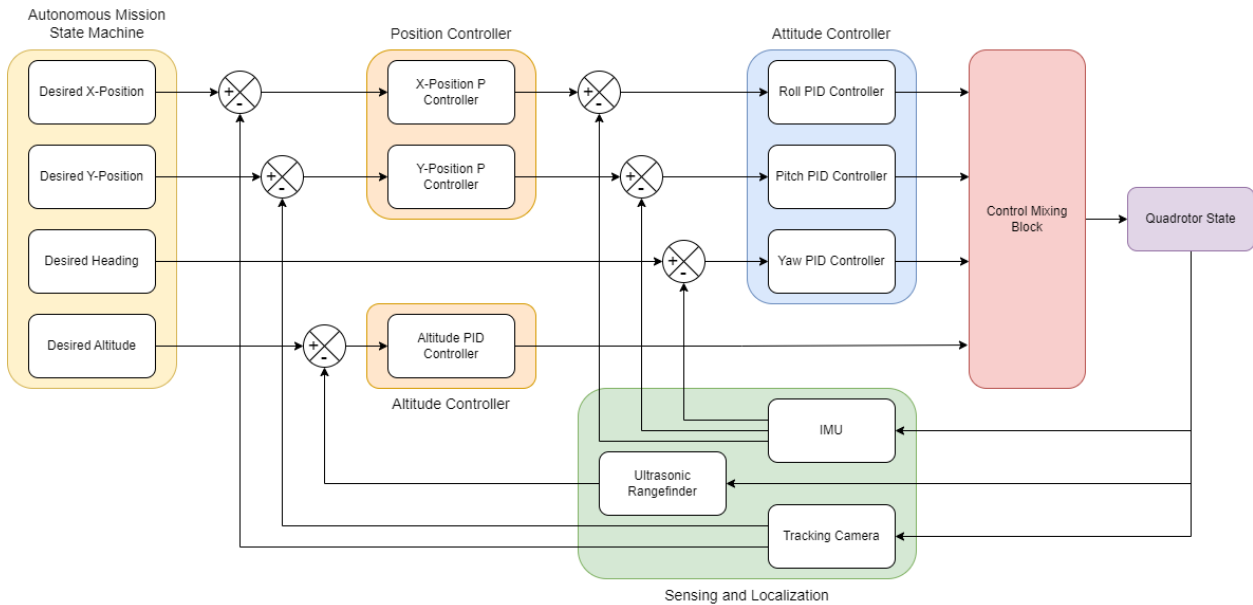 Autonomous Mission
State Machine
Position Controller
Attitude Controller
Desired X-Position
+
-
X-Position P
Controller
+
-
Roll PID Controller
Desired Y-Position
+
-
Y-Position P
Controller
+
-
Pitch PID Controller
Control Mixing
Block
Quadrotor State
Desired Heading
+
-
Yaw PID Controller
Desired Altitude
+
-
Altitude PID
Controller
Altitude Controller
IMU
Ultrasonic
Rangefinder
Tracking Camera
Sensing and Localization